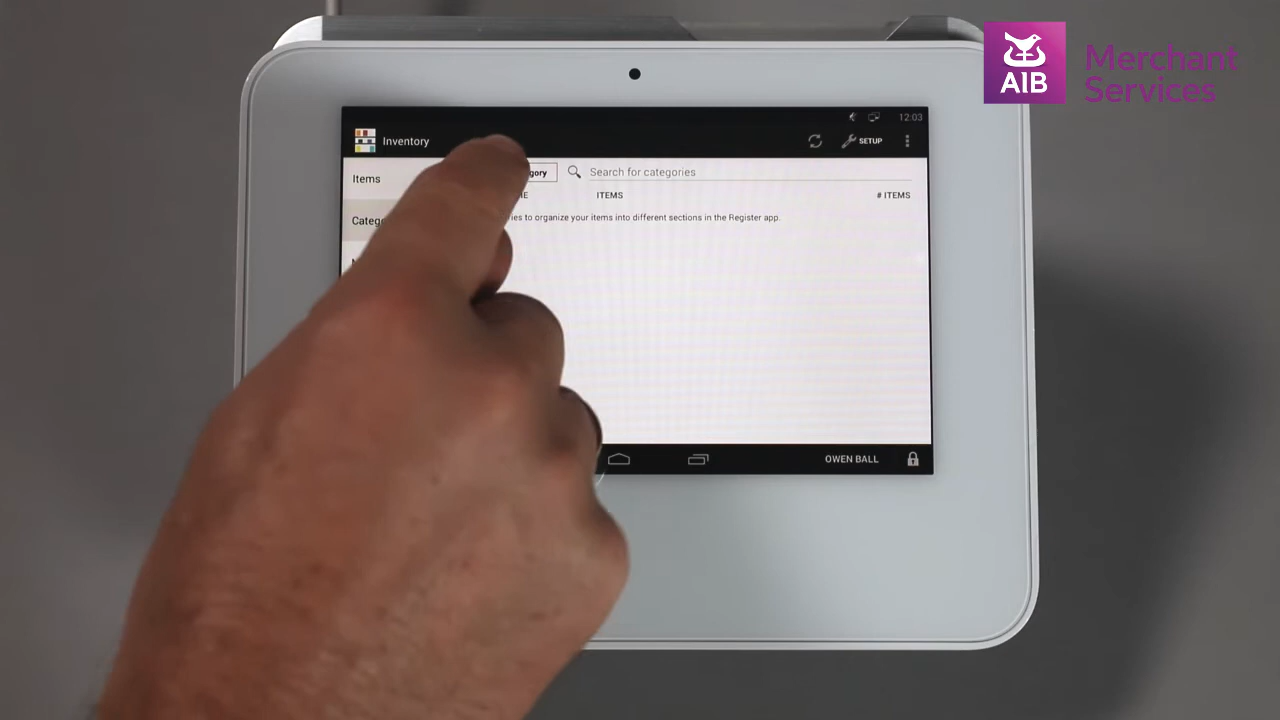 AIB
Merchant
Services
12:03
Inventory
SETUP
Items
Search for categories
ITEMS
# ITEMS
to organize your items into different sections in the Register app.
OWEN BALL